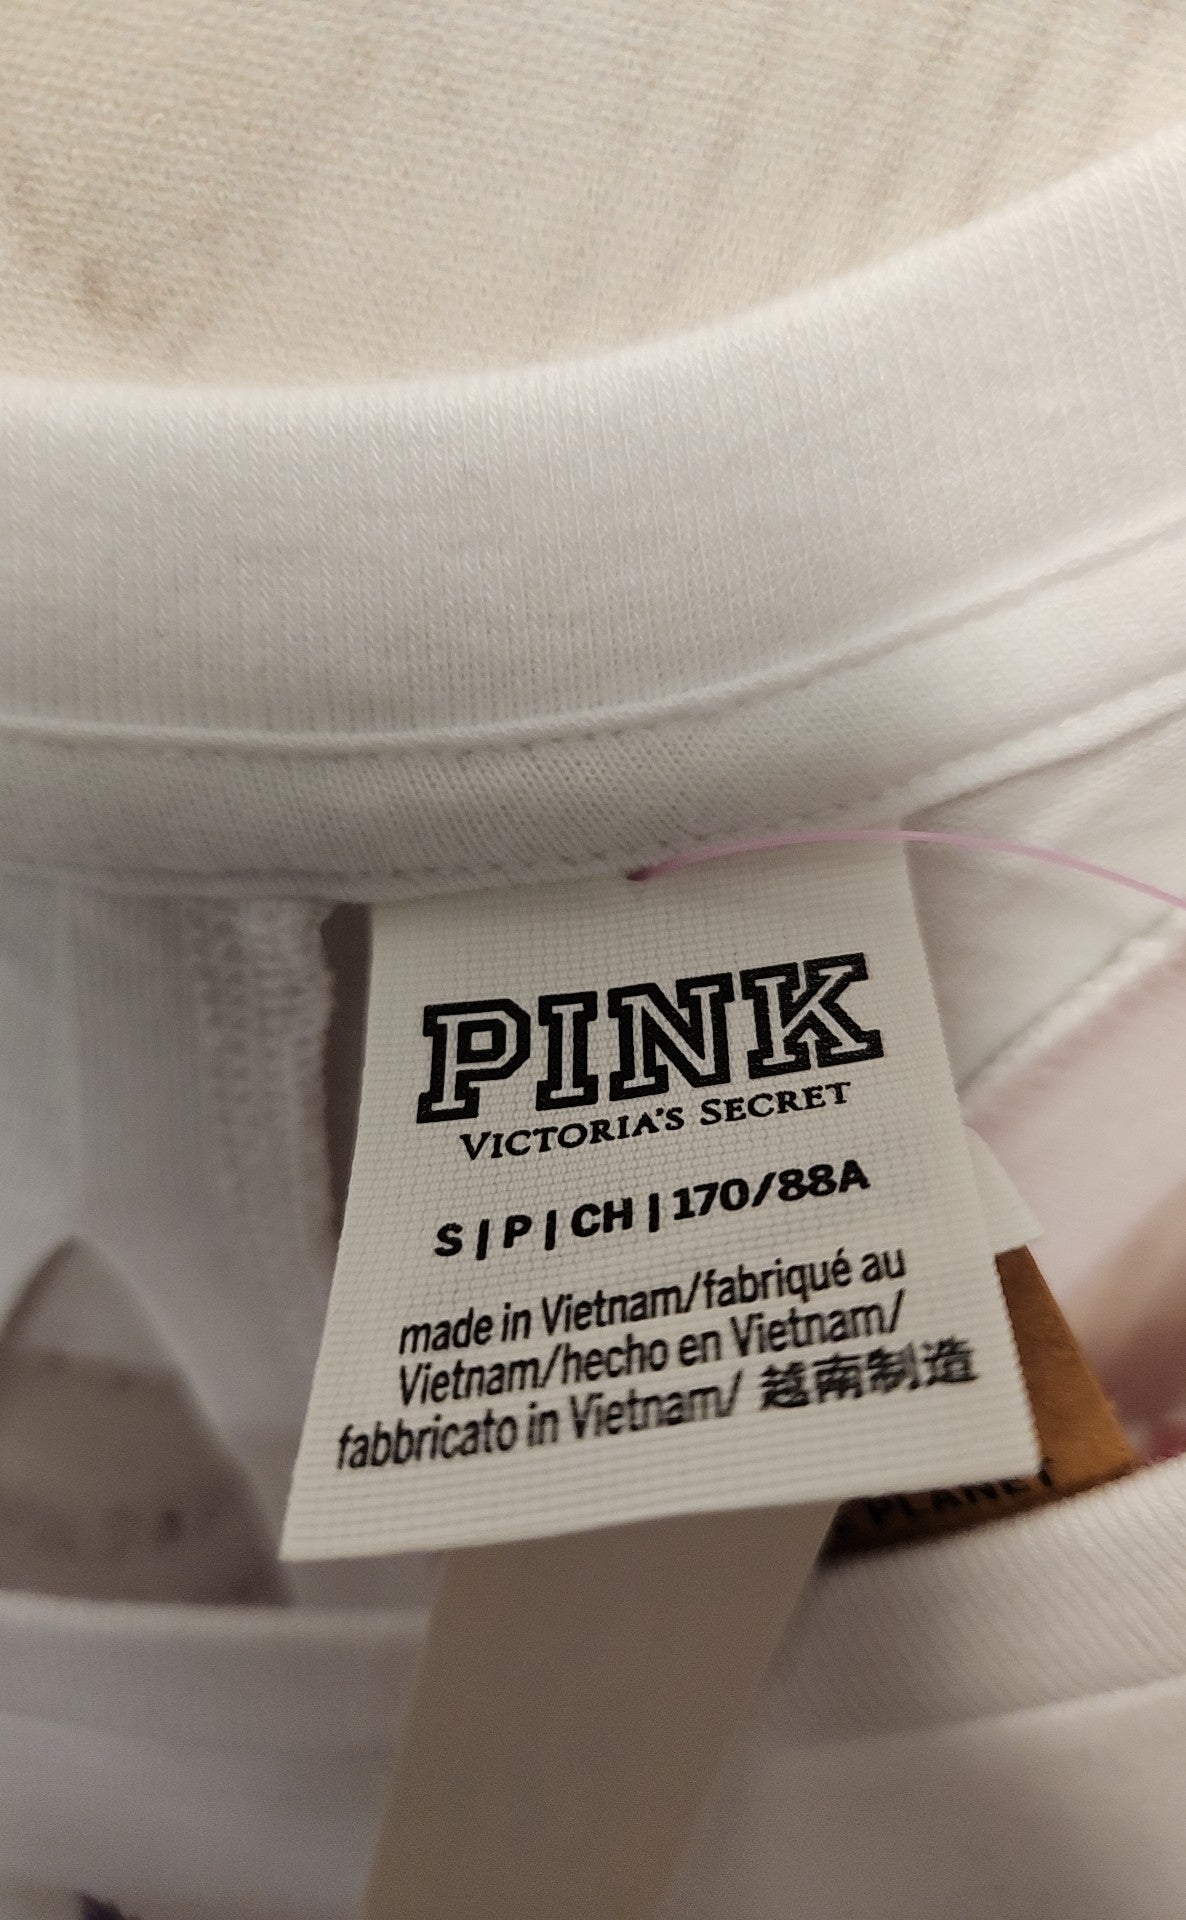 PINK
VICTORIA'S SECRET
S | P | CH | 170/88A
made in Vietnam/fabriqué au
Vietnam/hecho en Vietnam/
fabbricato in Vietnam/ 越南制造
PLANET